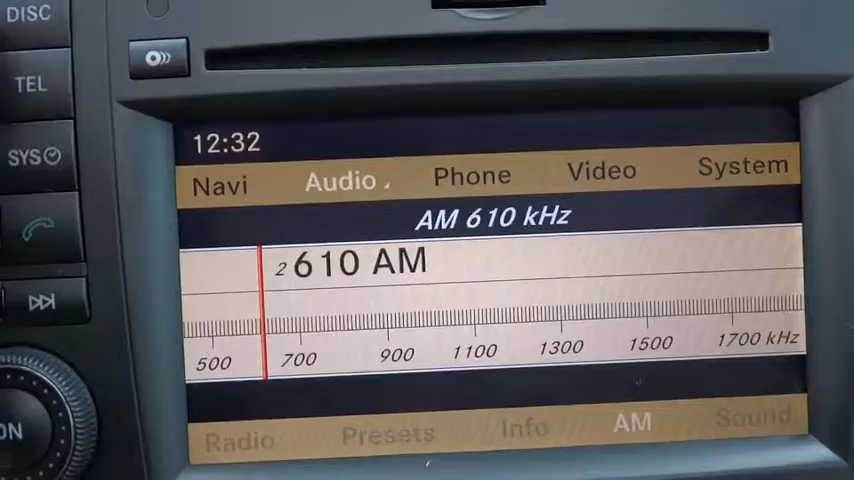 DISC
TEL
SYS
ON
12:32
Navi Audio Phone Video System
AM 610 kHz
2 610 AM
500 700 900 1100 1300 1500 1700 kHz
Radio Presets Info AM Sound